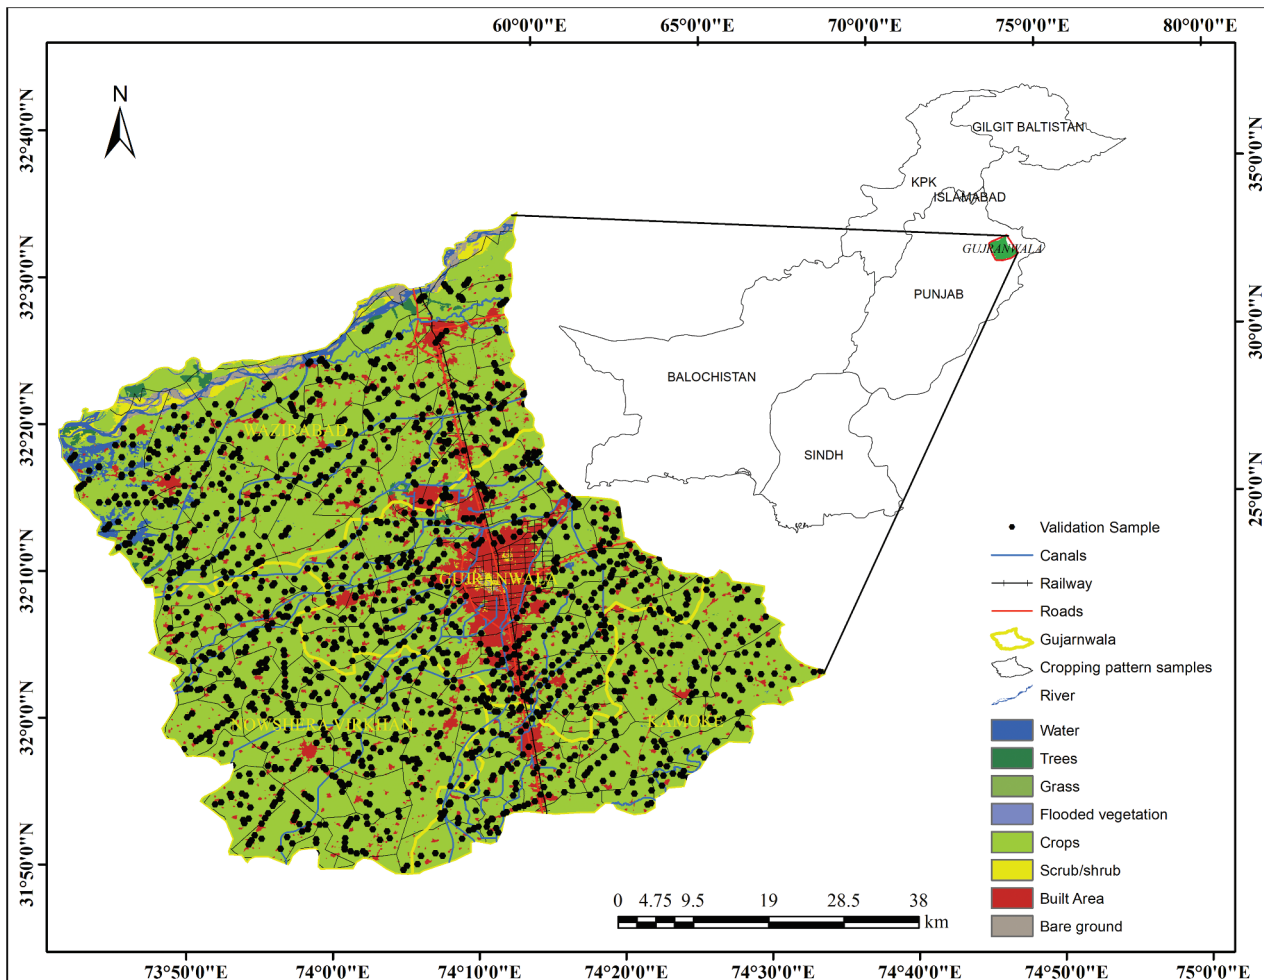 60°0'0"E 65°0'0"E 70°0'0"E 75°0'0"E 80°0'0"E
N
32°40'0"N
32°30'0"N
32°20'0"N
32°10'0"N
32°0'0"N
31°50'0"N
35°0'0"N
30°0'0"N
25°0'0"N
GILGIT BALTISTAN
KPK
ISLAMABAD
GUJRANWALA
PUNJAB
BALOCHISTAN
SINDH
WAZIRABAD
GUJRANWALA
NOWSHERA VIRKHAN
KAMOKE
Validation Sample
Canals
Railway
Roads
Gujarnwala
Cropping pattern samples
River
Water
Trees
Grass
Flooded vegetation
Crops
Scrub/shrub
Built Area
Bare ground
0 4.75 9.5 19 28.5 38
km
73°50'0"E 74°0'0"E 74°10'0"E 74°20'0"E 74°30'0"E 74°40'0"E 75°0'0"E